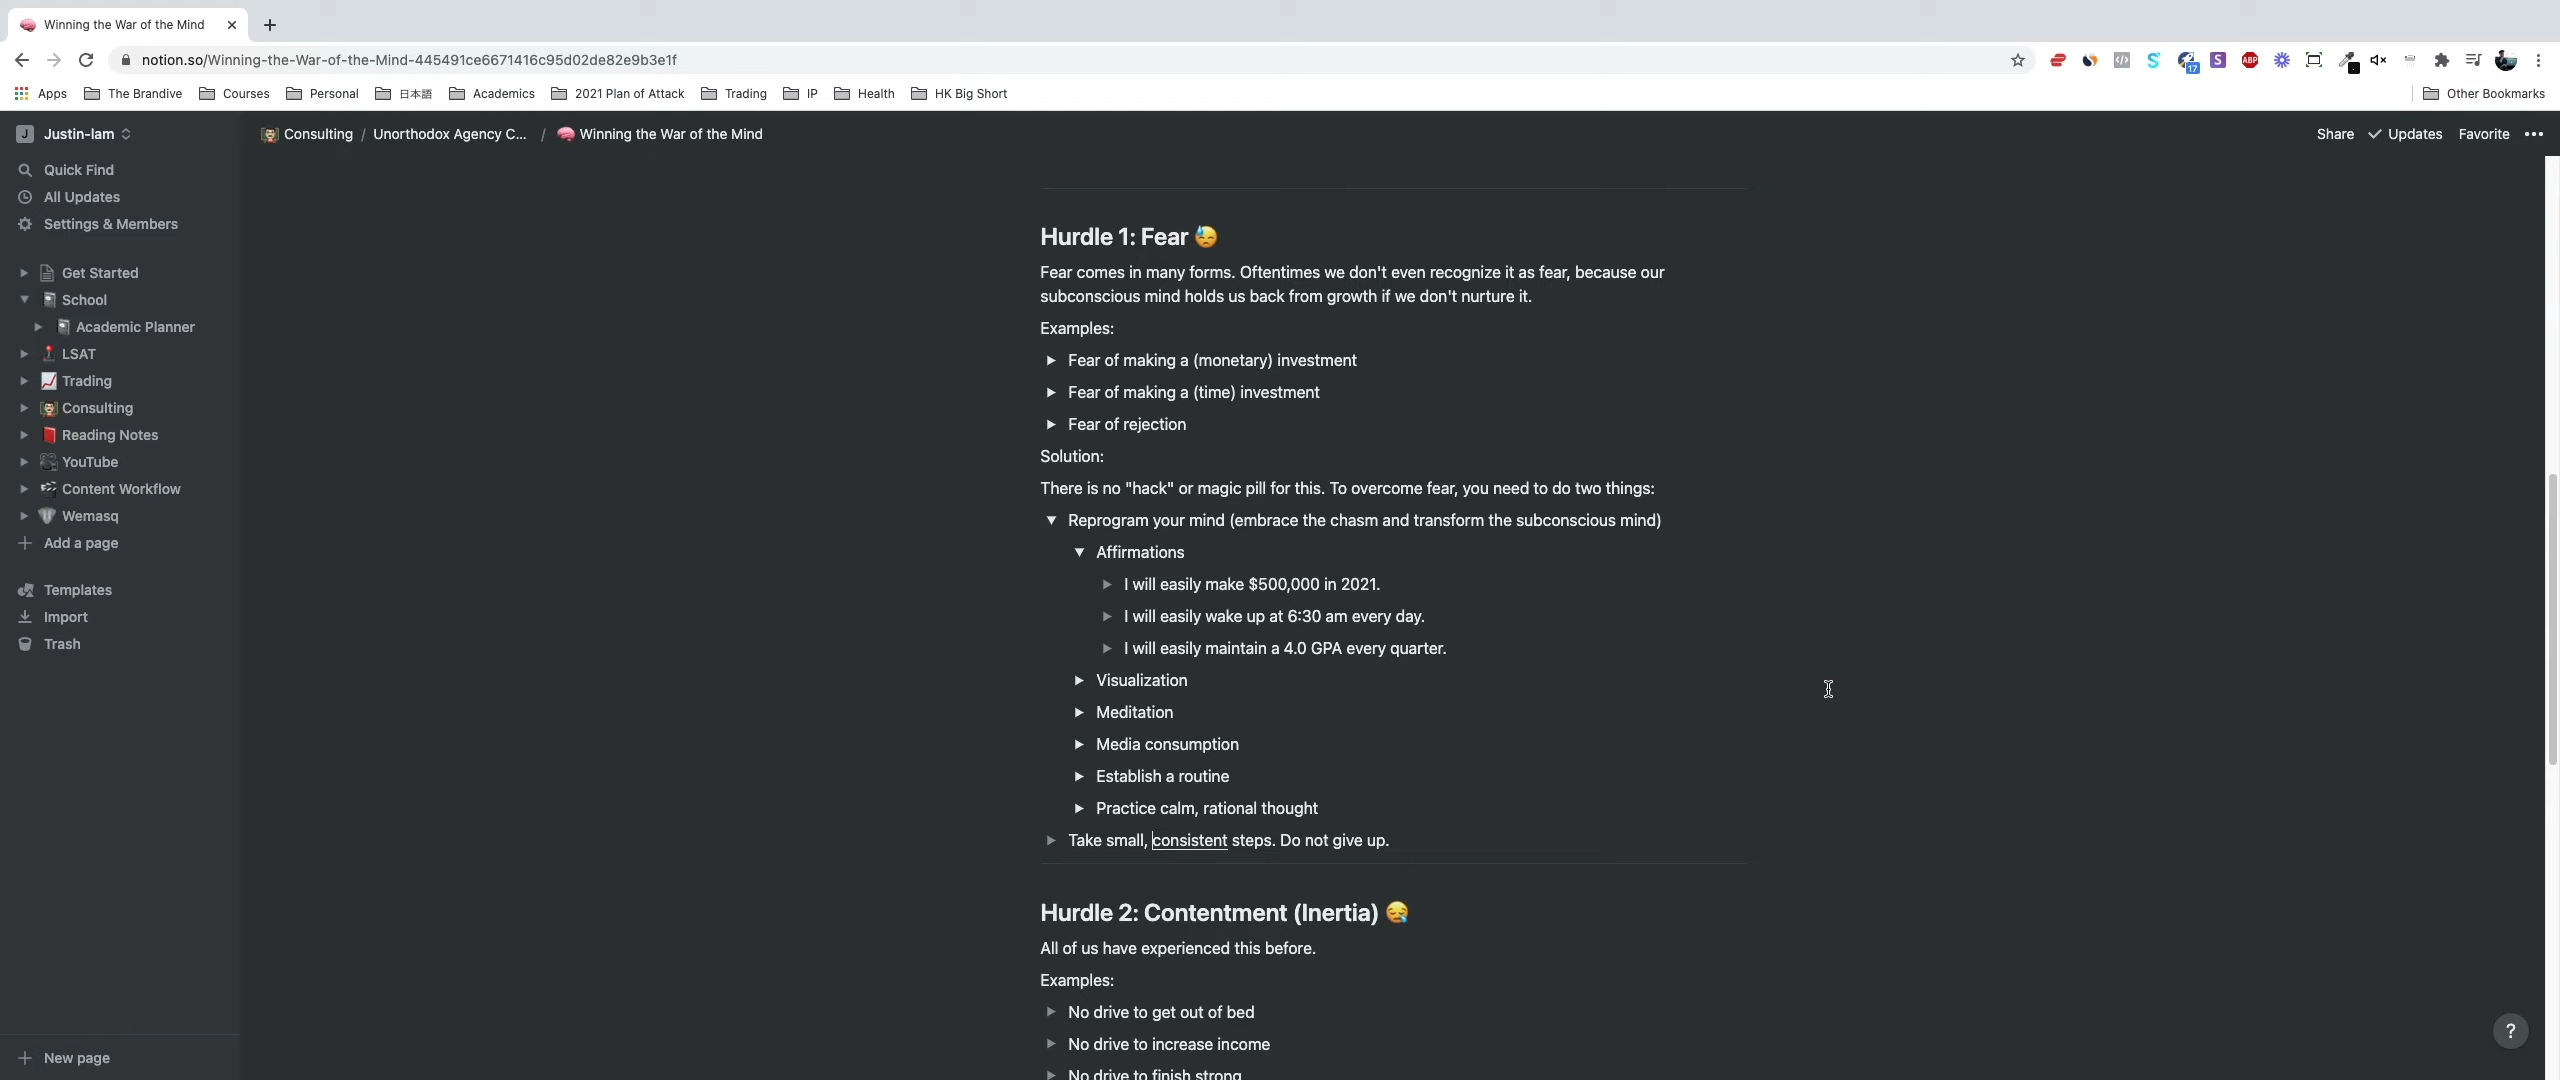 Winning the War of the Mind
notion.so/Winning-the-War-of-the-Mind-445491ce6671416c95d02de82e9b3e1f
17
S
ABP
Apps
The Brandive
Courses
Personal
日本語
Academics
2021 Plan of Attack
Trading
IP
Health
HK Big Short
Other Bookmarks
J Justin-lam
Consulting / Unorthodox Agency C... / Winning the War of the Mind
Share
Updates
Favorite
Quick Find
All Updates
Settings & Members
Get Started
School
Academic Planner
LSAT
Trading
Consulting
Reading Notes
YouTube
Content Workflow
Wemasq
Add a page
Templates
Import
Trash
New page
Hurdle 1: Fear 😓
Fear comes in many forms. Oftentimes we don't even recognize it as fear, because our
subconscious mind holds us back from growth if we don't nurture it.
Examples:
Fear of making a (monetary) investment
Fear of making a (time) investment
Fear of rejection
Solution:
There is no "hack" or magic pill for this. To overcome fear, you need to do two things:
Reprogram your mind (embrace the chasm and transform the subconscious mind)
Affirmations
I will easily make $500,000 in 2021.
I will easily wake up at 6:30 am every day.
I will easily maintain a 4.0 GPA every quarter.
Visualization
Meditation
Media consumption
Establish a routine
Practice calm, rational thought
Take small, consistent steps. Do not give up.
Hurdle 2: Contentment (Inertia) 😪
All of us have experienced this before.
Examples:
No drive to get out of bed
No drive to increase income
No drive to finish strong
?